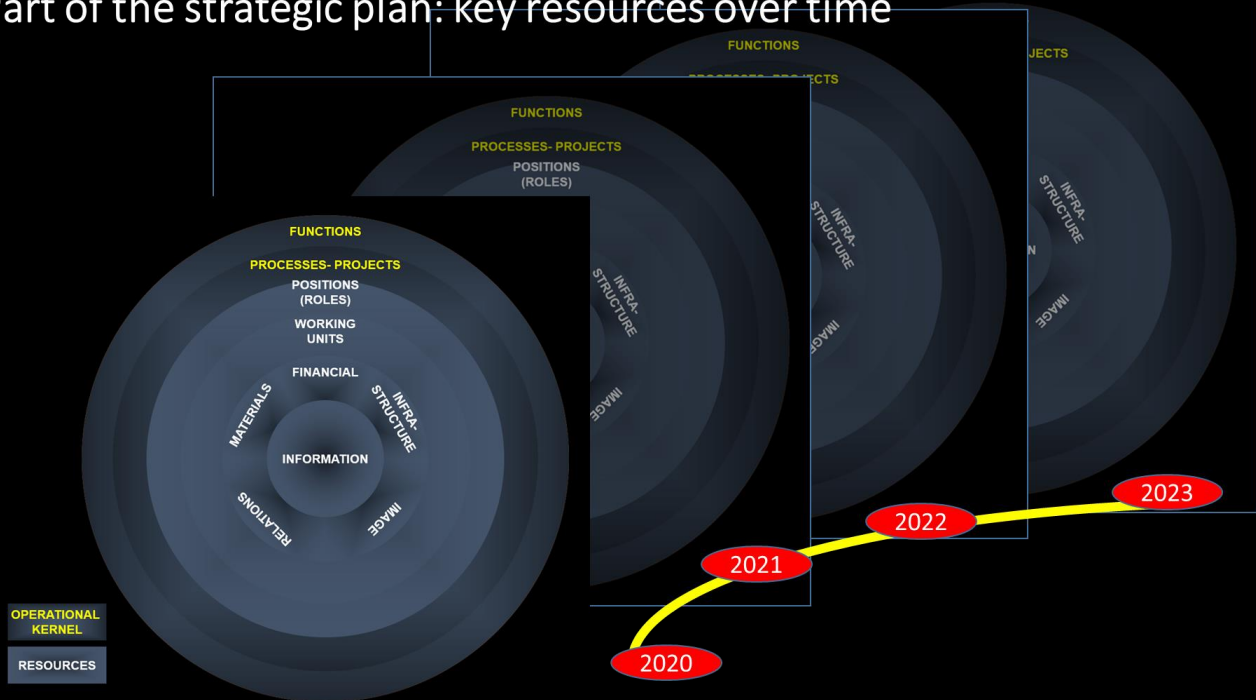 art of the strategic plan: key resources over time
FUNCTIONS
PROCESSES- PROJECTS
POSITIONS
(ROLES)
WORKING
UNITS
FINANCIAL
MATERIALS
INFRA-
STRUCTURE
INFORMATION
RELATIONS
IMAGE
FUNCTIONS
PROCESSES- PROJECTS
POSITIONS
(ROLES)
INFRA-
STRUCTURE
IMAGE
FUNCTIONS
PROCESSES- PROJECTS
INFRA-
STRUCTURE
IMAGE
JECTS
INFRA-
STRUCTURE
N
IMAGE
2020
2021
2022
2023
OPERATIONAL
KERNEL
RESOURCES